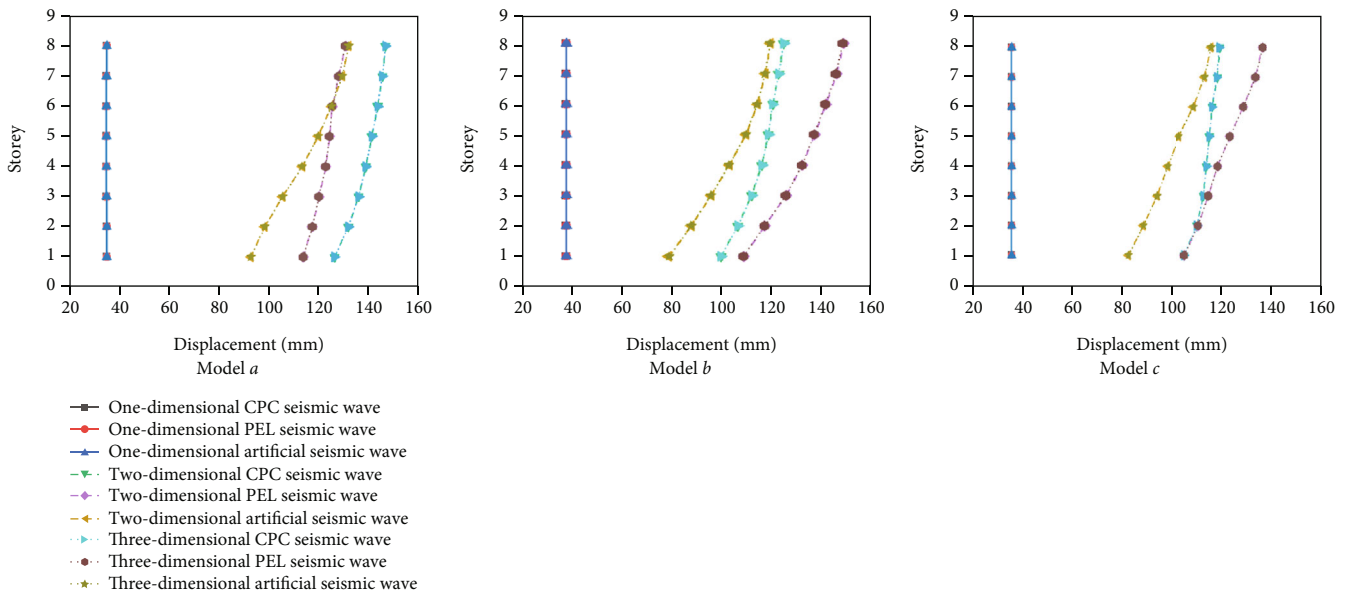 9
8
7
6
5
4
3
2
1
0
Storey
20 40 60 80 100 120 140 160
Displacement (mm)
Model a
9
8
7
6
5
4
3
2
1
0
Storey
20 40 60 80 100 120 140 160
Displacement (mm)
Model b
9
8
7
6
5
4
3
2
1
0
Storey
20 40 60 80 100 120 140 160
Displacement (mm)
Model c
One-dimensional CPC seismic wave
One-dimensional PEL seismic wave
One-dimensional artificial seismic wave
Two-dimensional CPC seismic wave
Two-dimensional PEL seismic wave
Two-dimensional artificial seismic wave
Three-dimensional CPC seismic wave
Three-dimensional PEL seismic wave
Three-dimensional artificial seismic wave